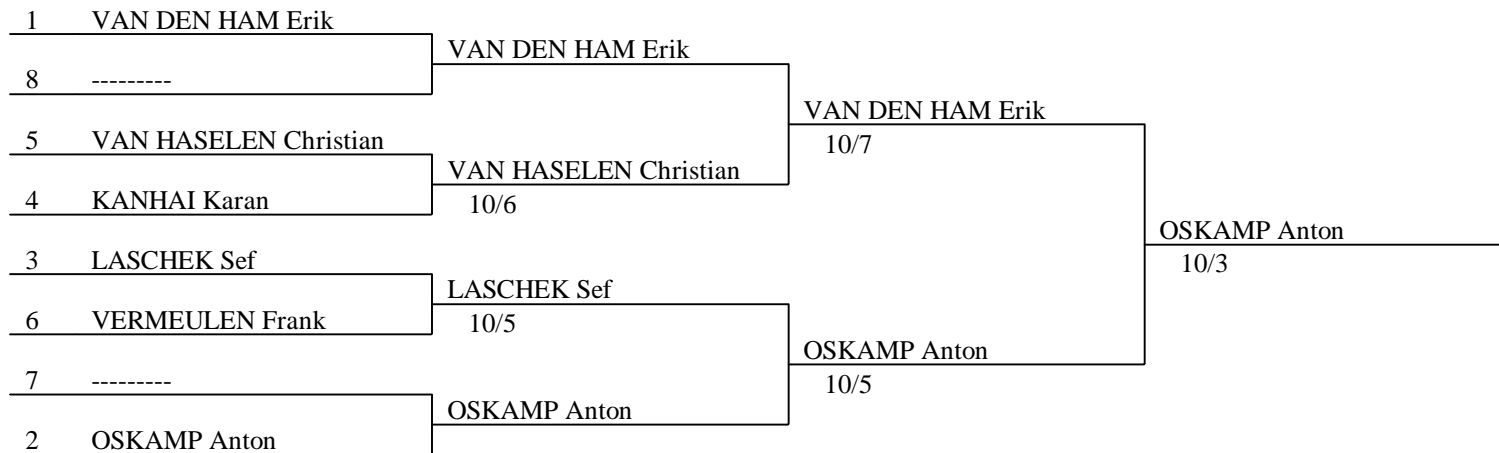 1 VAN DEN HAM Erik
8 ---------
5 VAN HASELEN Christian
4 KANHAI Karan
3 LASCHEK Sef
6 VERMEULEN Frank
7 ---------
2 OSKAMP Anton
VAN DEN HAM Erik
VAN HASELEN Christian
10/6
LASCHEK Sef
10/5
OSKAMP Anton
VAN DEN HAM Erik
10/7
OSKAMP Anton
10/5
OSKAMP Anton
10/3